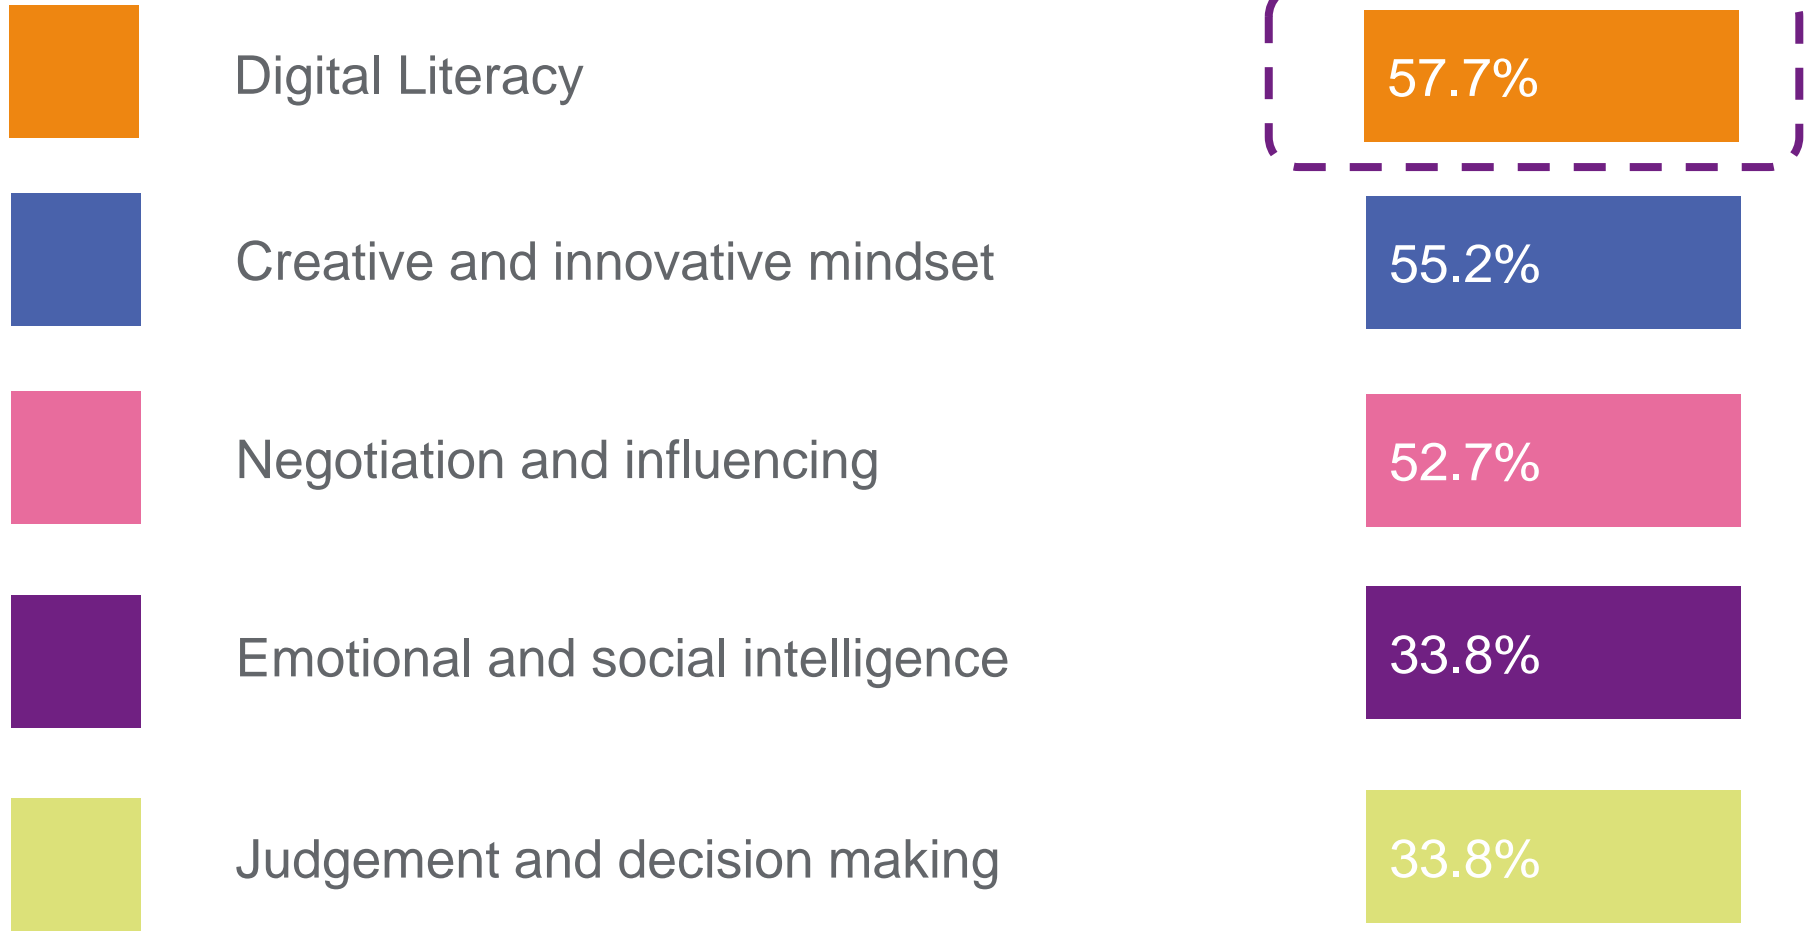 Digital Literacy 57.7%
Creative and innovative mindset 55.2%
Negotiation and influencing 52.7%
Emotional and social intelligence 33.8%
Judgement and decision making 33.8%